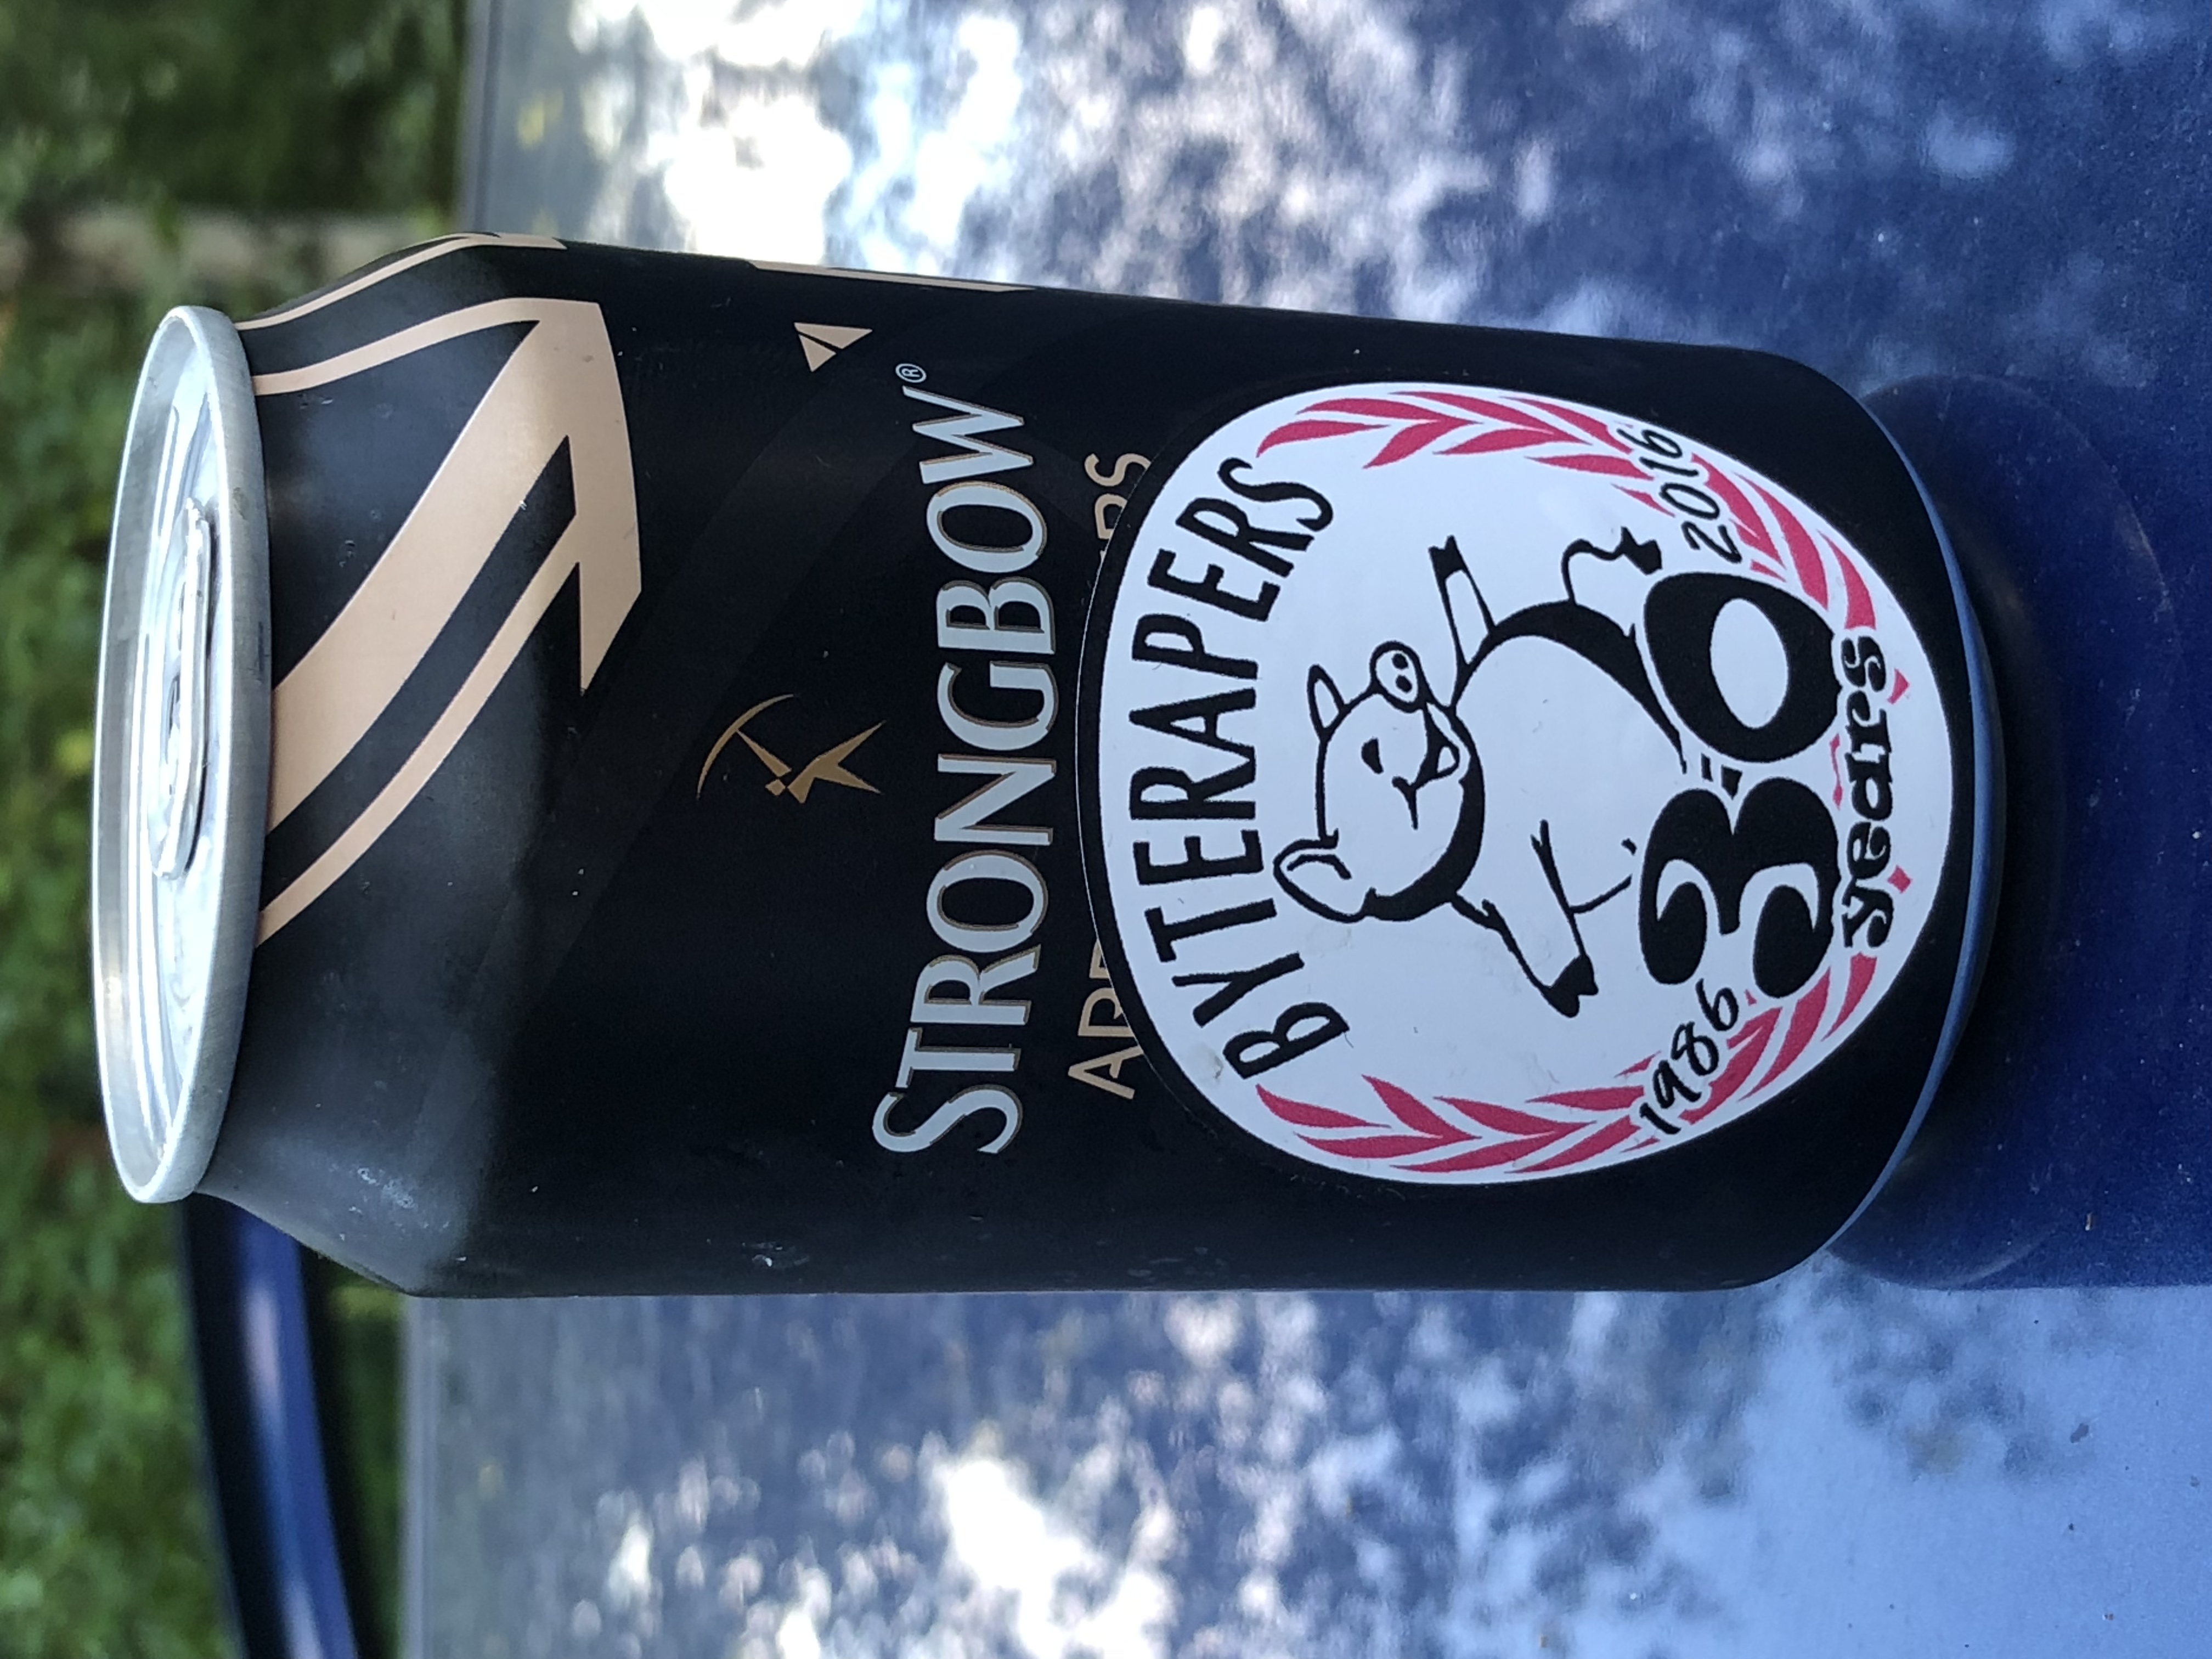 STRONGBOW®
BYTERAPERS
1986 2016
30
years